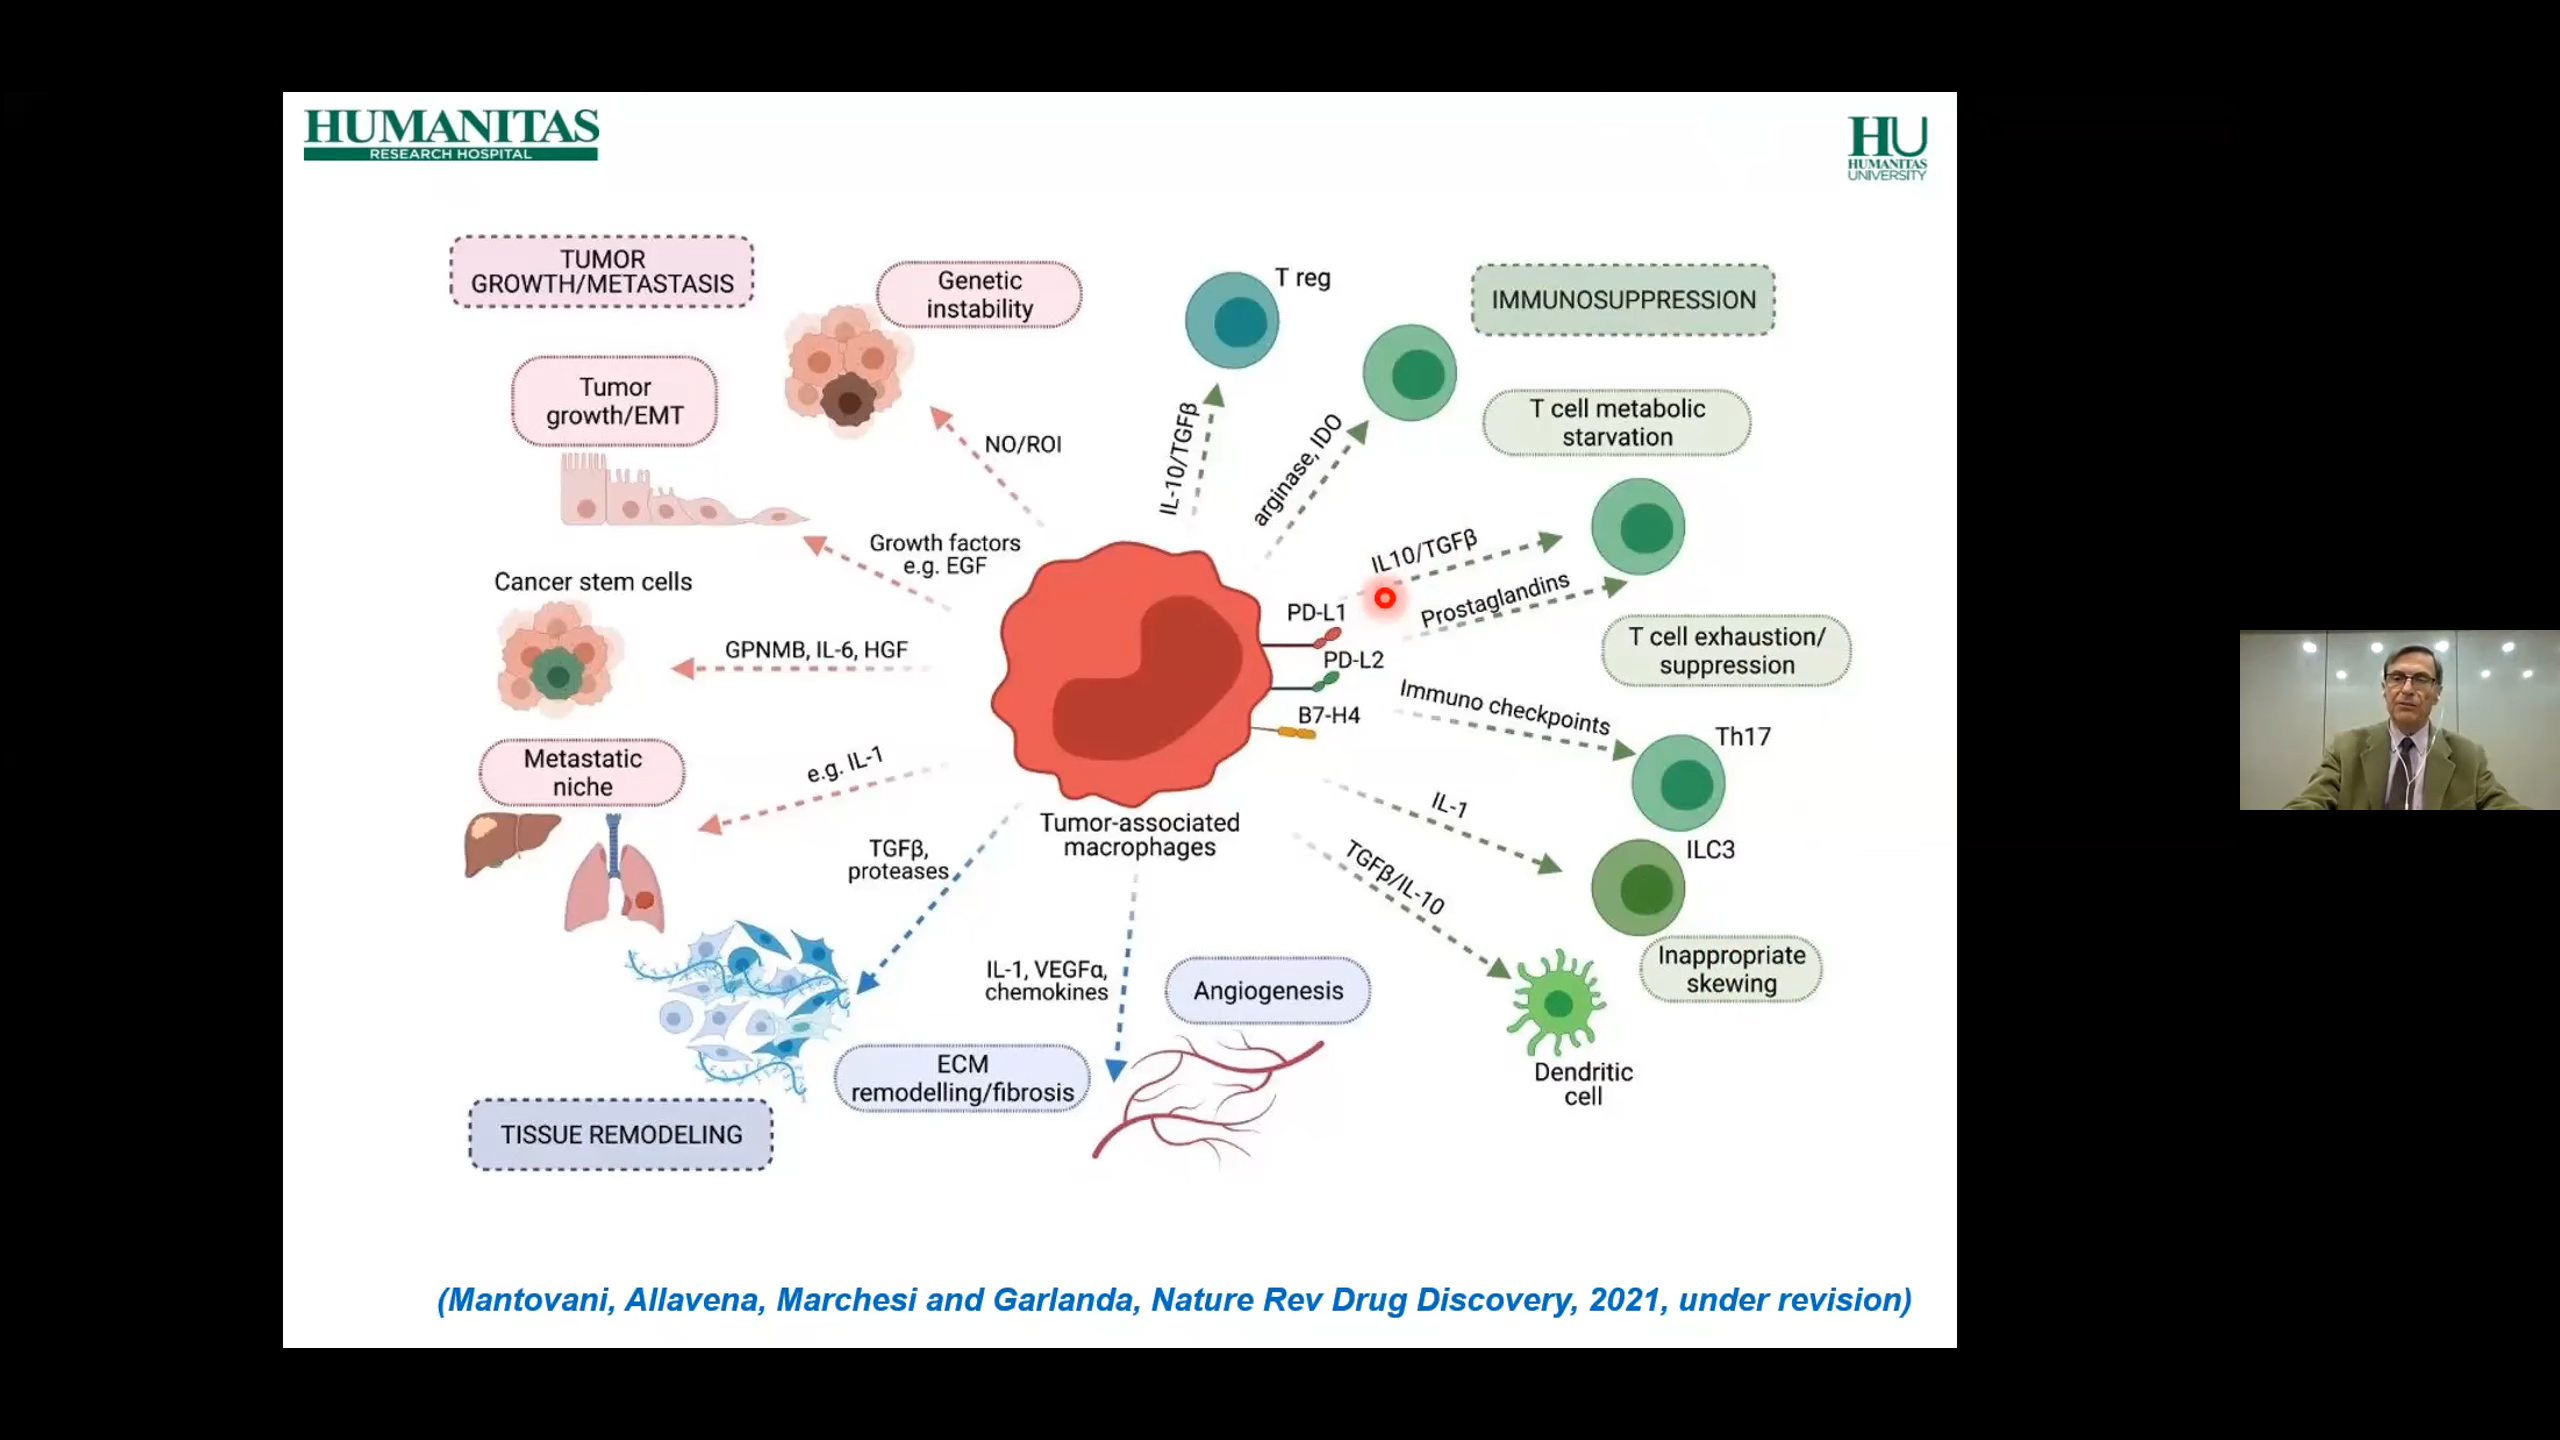 HUMANITAS
RESEARCH HOSPITAL
HU
HUMANITAS
UNIVERSITY
TUMOR
GROWTH/METASTASIS
Genetic
instability
T reg
IMMUNOSUPPRESSION
Tumor
growth/EMT
NO/ROI
IL-10/TGFβ
arginase, IDO
T cell metabolic
starvation
Growth factors
e.g. EGF
IL10/TGFβ
Prostaglandins
Cancer stem cells
GPNMB, IL-6, HGF
PD-L1
PD-L2
B7-H4
T cell exhaustion/
suppression
Immuno checkpoints
Th17
Metastatic
niche
e.g. IL-1
IL-1
ILC3
Tumor-associated
macrophages
TGFβ,
proteases
TGFβ/IL-10
Inappropriate
skewing
IL-1, VEGFα,
chemokines
Angiogenesis
ECM
remodelling/fibrosis
Dendritic
cell
TISSUE REMODELING
(Mantovani, Allavena, Marchesi and Garlanda, Nature Rev Drug Discovery, 2021, under revision)